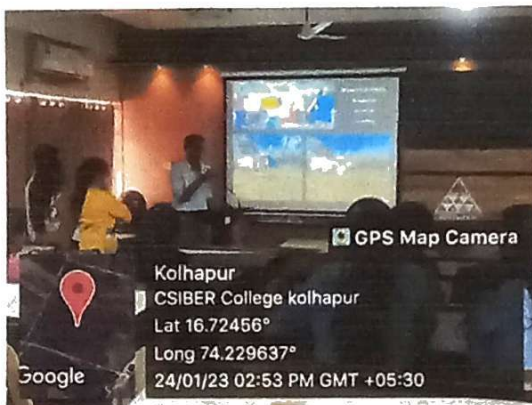 GPS Map Camera
Kolhapur
CSIBER College kolhapur
Lat 16.72456°
Long 74.229637°
24/01/23 02:53 PM GMT +05:30
Google